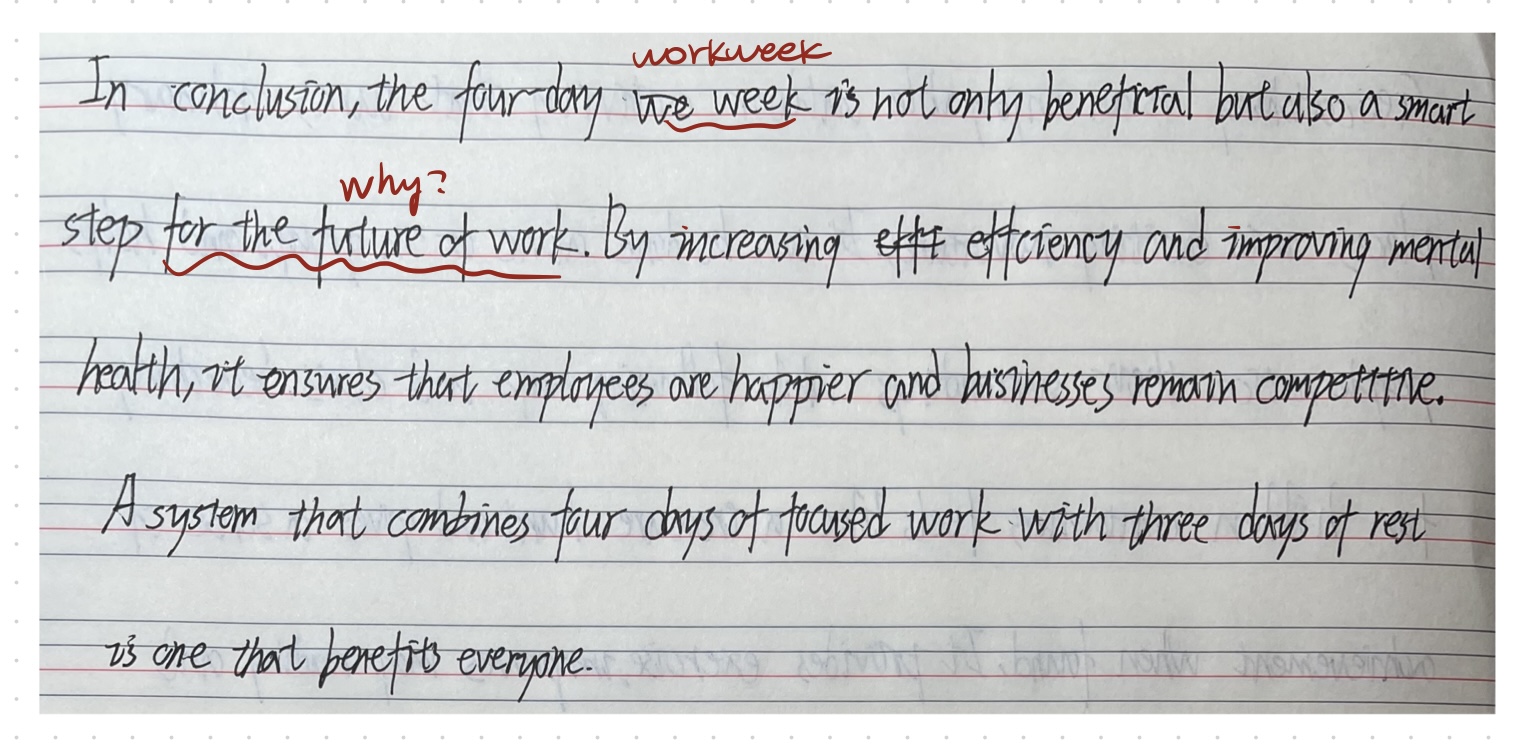 workweek
In conclusion, the four-day we week is not only beneficial but also a smart
why?
step for the future of work. By increasing effi effciency and improving mental
health, it ensures that employees are happier and businesses remain competitive.
A system that combines four days of focused work with three days of rest
is one that benefits everyone.